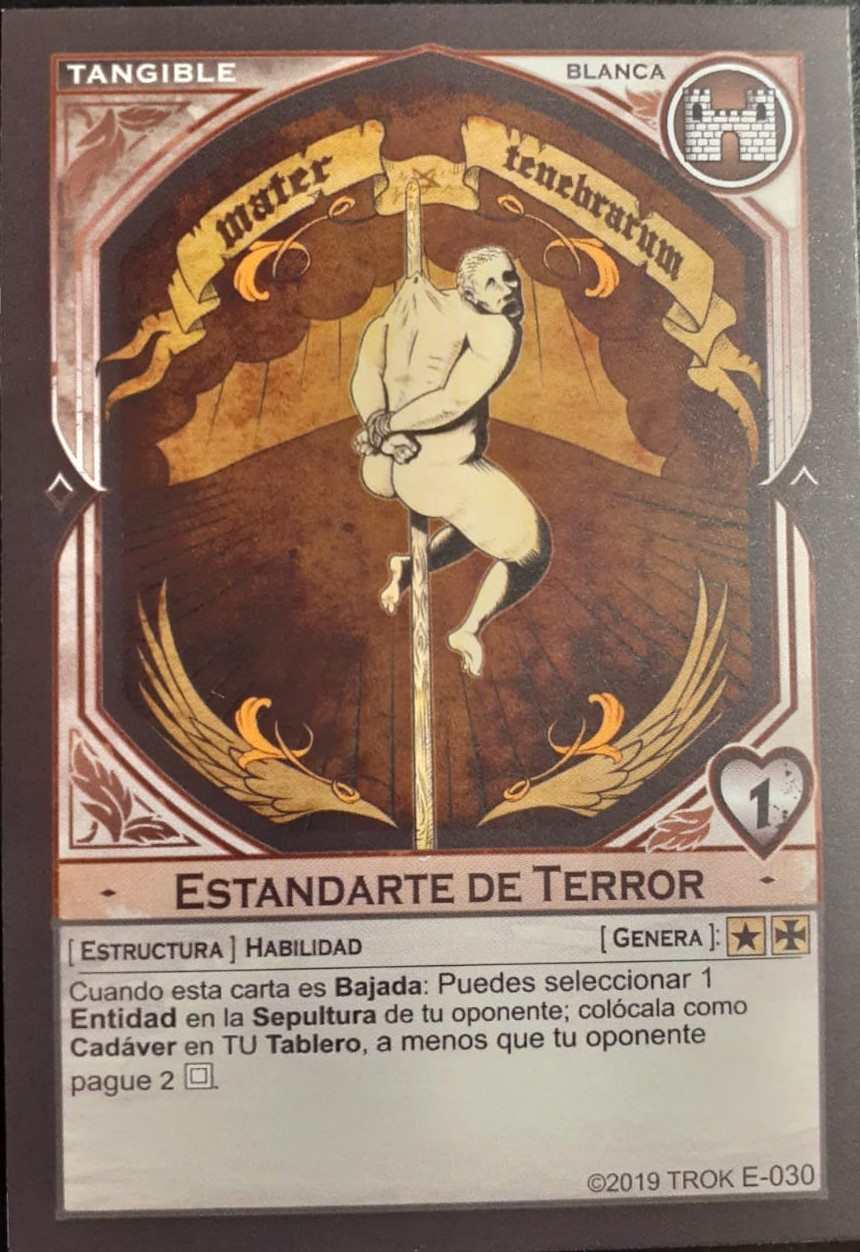 TANGIBLE
BLANCA
mater
tenebrarum
1
ESTANDARTE DE TERROR
[ ESTRUCTURA ] HABILIDAD
[ GENERA ]:
Cuando esta carta es Bajada: Puedes seleccionar 1
Entidad en la Sepultura de tu oponente; colócala como
Cadáver en TU Tablero, a menos que tu oponente
pague 2 .
©2019 TROK E-030